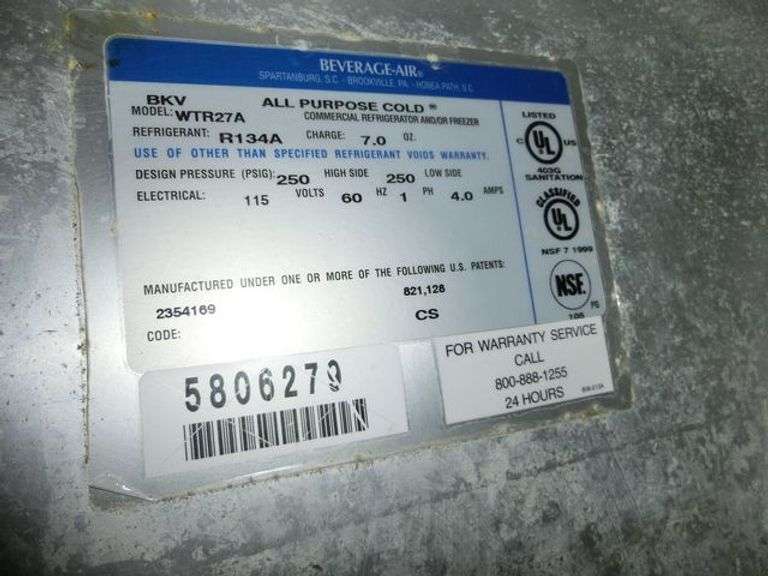 BEVERAGE-AIR®
SPARTANBURG, S.C. - BROOKVILLE, PA. - HONEA PATH, S.C.
BKV ALL PURPOSE COLD ®
MODEL: WTR27A COMMERCIAL REFRIGERATOR AND/OR FREEZER
REFRIGERANT: R134A CHARGE: 7.0 OZ.
USE OF OTHER THAN SPECIFIED REFRIGERANT VOIDS WARRANTY.
DESIGN PRESSURE (PSIG): 250 HIGH SIDE 250 LOW SIDE
ELECTRICAL: 115 VOLTS 60 HZ 1 PH 4.0 AMPS
MANUFACTURED UNDER ONE OR MORE OF THE FOLLOWING U.S. PATENTS:
2354169 821,128
CODE: CS
LISTED
C UL US
403G
SANITATION
CLASSIFIED
UL
NSF 7 1999
NSF®
5806279
FOR WARRANTY SERVICE
CALL
800-888-1255
24 HOURS